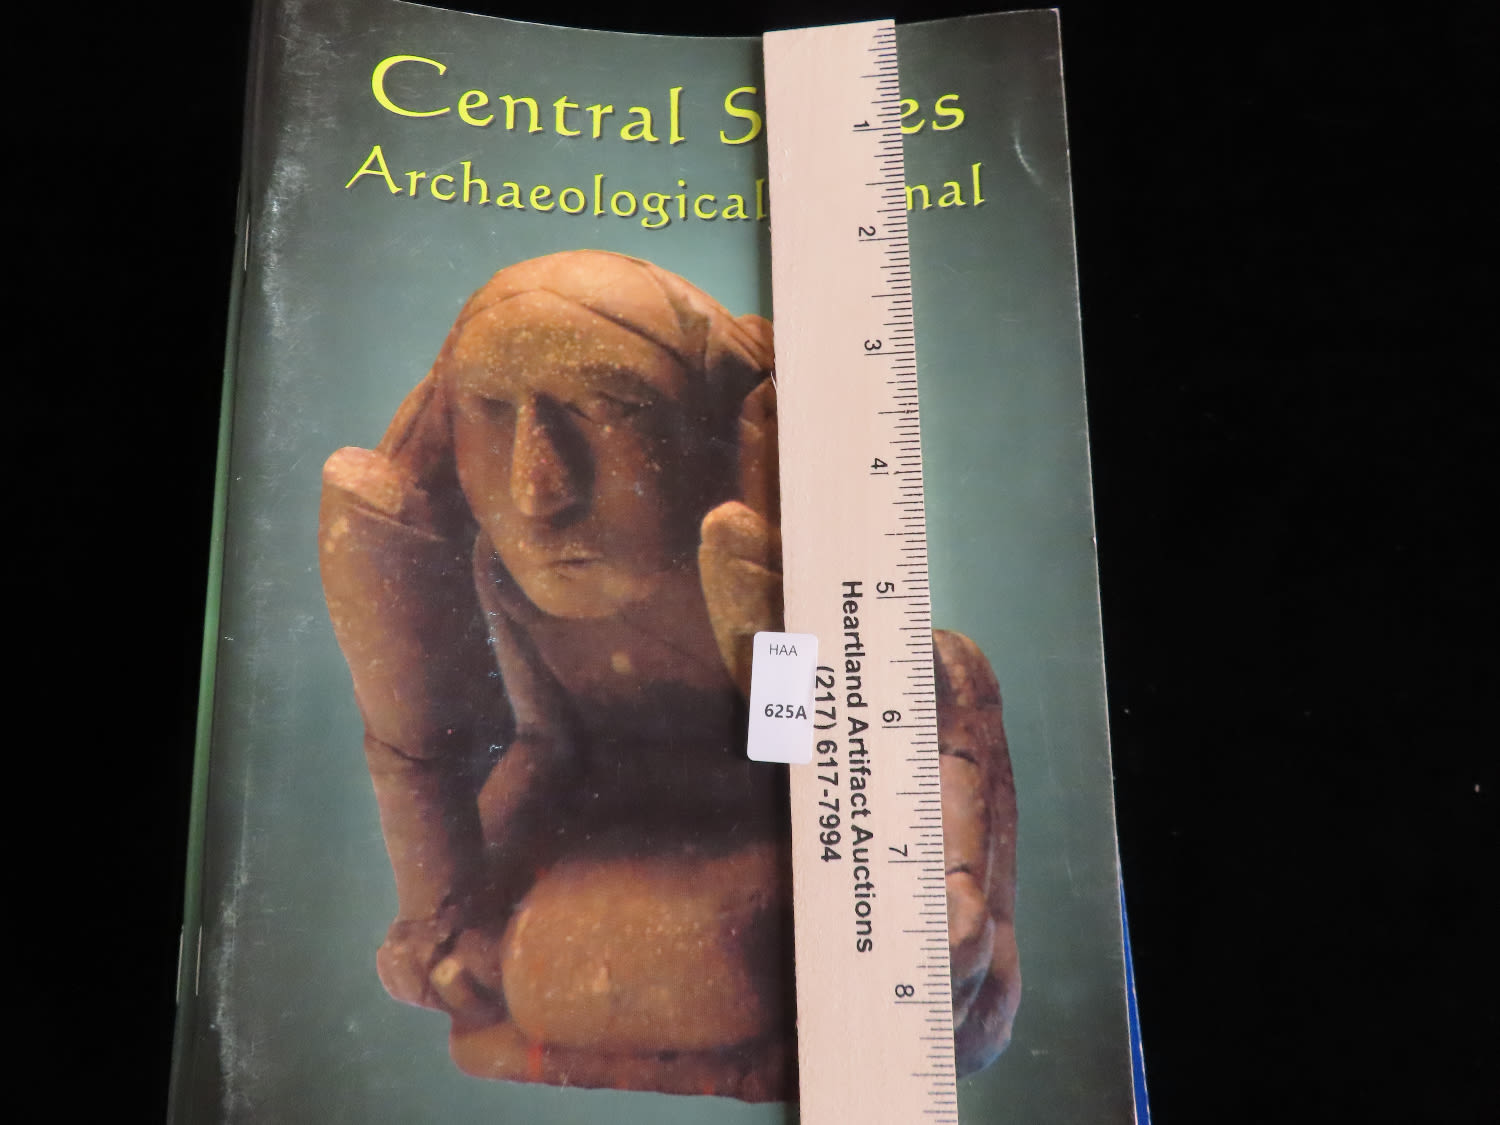 Central S es
Archaeological nal
1
2
3
4
5
6
7
8
HAA
625A
Heartland Artifact Auctions
(217) 617-7994